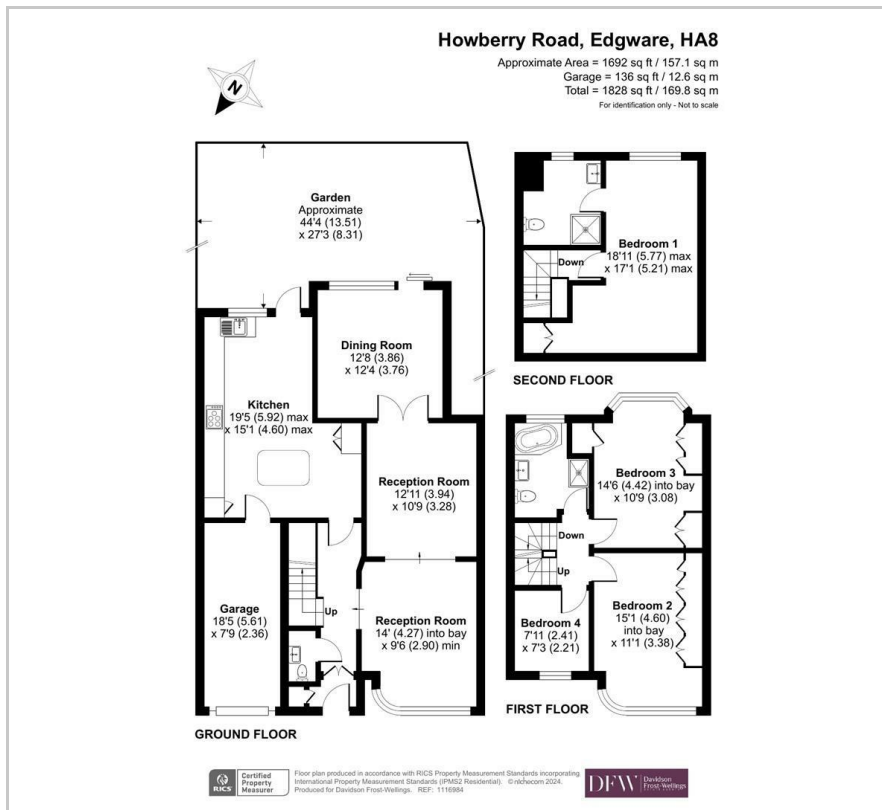 Howberry Road, Edgware, HA8
Approximate Area = 1692 sq ft / 157.1 sq m
Garage = 136 sq ft / 12.6 sq m
Total = 1828 sq ft / 169.8 sq m
For identification only - Not to scale
N
Garden
Approximate
44'4 (13.51)
x 27'3 (8.31)
Dining Room
12'8 (3.86)
x 12'4 (3.76)
Kitchen
19'5 (5.92) max
x 15'1 (4.60) max
Reception Room
12'11 (3.94)
x 10'9 (3.28)
Garage
18'5 (5.61)
x 7'9 (2.36)
Up
Reception Room
14' (4.27) into bay
x 9'6 (2.90) min
GROUND FLOOR
Bedroom 1
18'11 (5.77) max
x 17'1 (5.21) max
Down
SECOND FLOOR
Bedroom 3
14'6 (4.42) into bay
x 10'9 (3.08)
Down
Up
Bedroom 2
15'1 (4.60)
into bay
x 11'1 (3.38)
Bedroom 4
7'11 (2.41)
x 7'3 (2.21)
FIRST FLOOR
RICS
Certified
Property
Measurer
Floor plan produced in accordance with RICS Property Measurement Standards incorporating
International Property Measurement Standards (IPMS2 Residential). © nichecom 2024.
Produced for Davidson Frost-Wellings. REF: 1116984
DFW
Davidson
Frost-Wellings